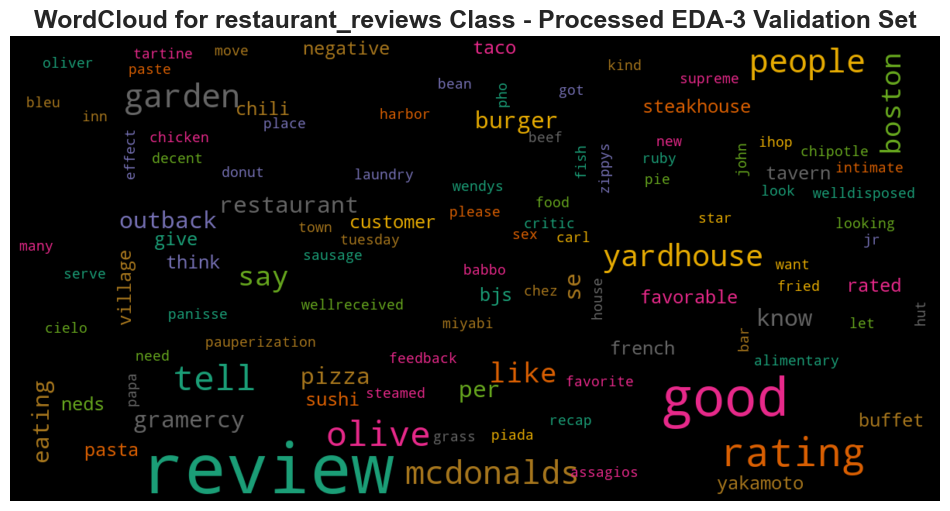 WordCloud for restaurant_reviews Class - Processed EDA-3 Validation Set
oliver
tartine
move
negative
taco
people
boston
paste
kind
supreme
bleu
inn
garden
chili
place
harbor
bean
pho
got
burger
beef
steakhouse
effect
chicken
decent
donut
laundry
wendys
fish
zippys
new
ruby
pie
john
ihop
chipotle
tavern
intimate
look
welldisposed
outback
restaurant
customer
town
tuesday
please
food
critic
sex
carl
star
looking
jr
many
give
think
say
sausage
serve
village
babbo
yardhouse
want
fried
rated
panisse
wellreceived
bjs
chez
se
house
favorable
cielo
miyabi
know
let
hut
pauperization
french
bar
need
feedback
alimentary
tell
pizza
like
favorite
eating
neds
papa
sushi
steamed
per
good
gramercy
olive
grass
piada
recap
buffet
pasta
review
mcdonalds
assagios
rating
yakamoto